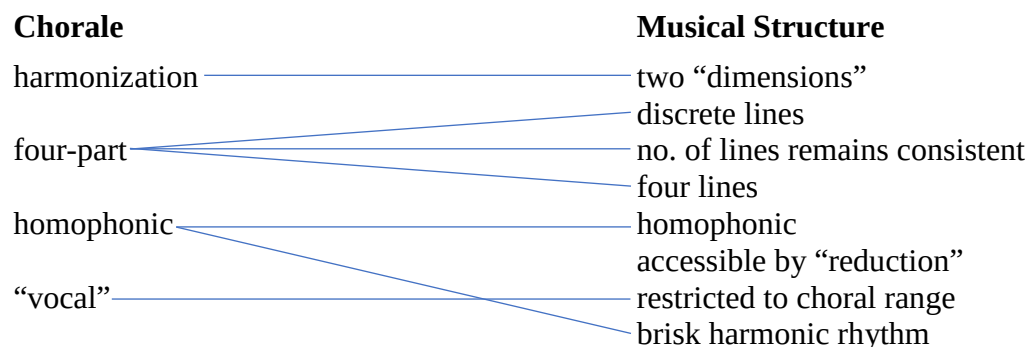 Chorale Musical Structure
harmonization two “dimensions”
discrete lines
four-part no. of lines remains consistent
four lines
homophonic homophonic
accessible by “reduction”
“vocal” restricted to choral range
brisk harmonic rhythm